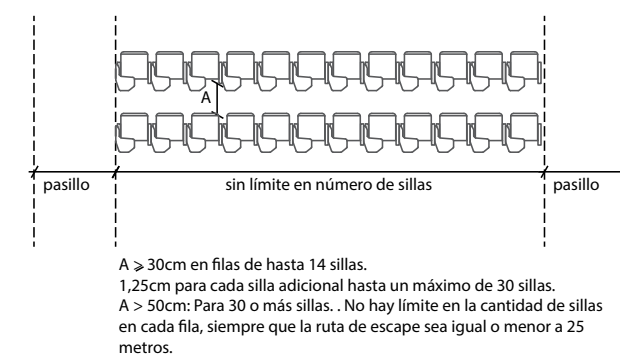 A
pasillo sin límite en número de sillas pasillo
A ⩾ 30cm en filas de hasta 14 sillas.
1,25cm para cada silla adicional hasta un máximo de 30 sillas.
A > 50cm: Para 30 o más sillas. . No hay límite en la cantidad de sillas
en cada fila, siempre que la ruta de escape sea igual o menor a 25
metros.